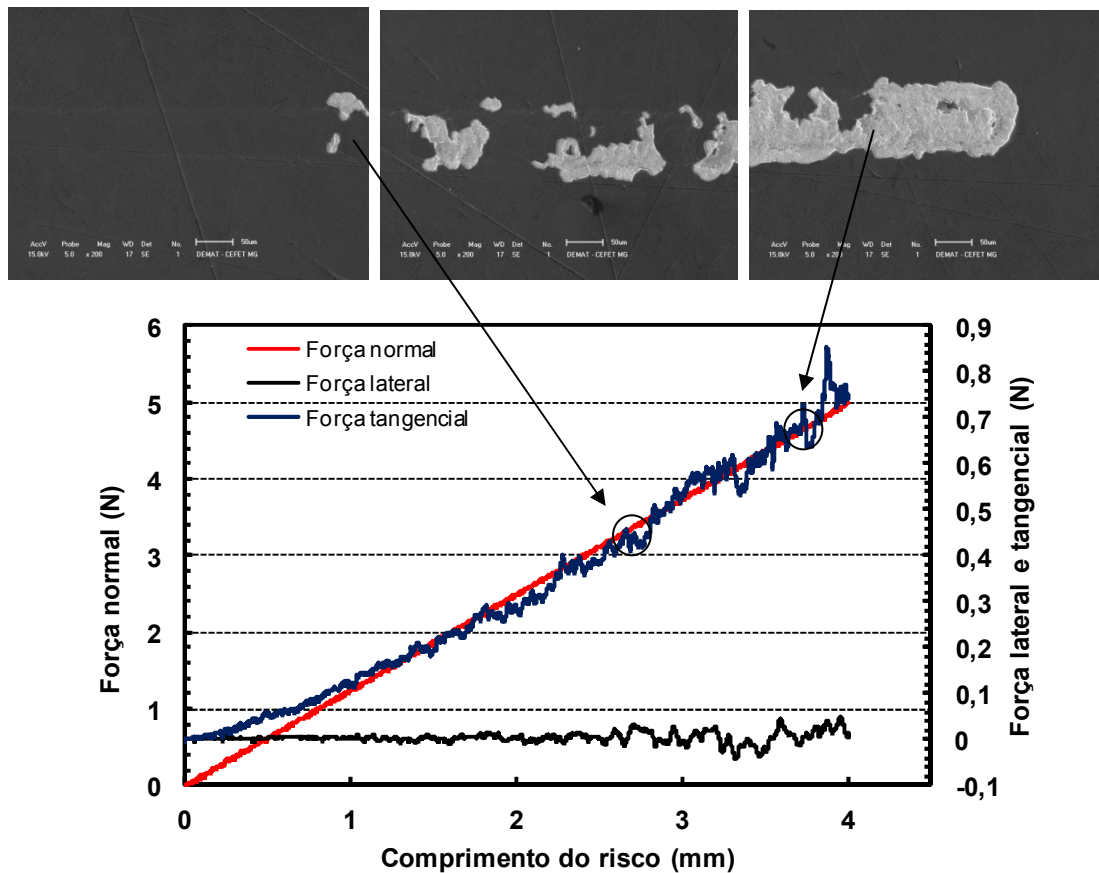 AccV Probe Mag WD Det No. 50um
15.0kV 5.0 x 200 17 SE 1 DEMAT - CEFET MG
AccV Probe Mag WD Det No. 50um
15.0kV 5.0 x 200 17 SE 1 DEMAT - CEFET MG
AccV Probe Mag WD Det No. 50um
15.0kV 5.0 x 200 17 SE 1 DEMAT - CEFET MG
Força normal
Força lateral
Força tangencial
Força normal (N)
6
5
4
3
2
1
0
0,9
0,8
0,7
0,6
0,5
0,4
0,3
0,2
0,1
0
-0,1
Força lateral e tangencial (N)
0 1 2 3 4
Comprimento do risco (mm)